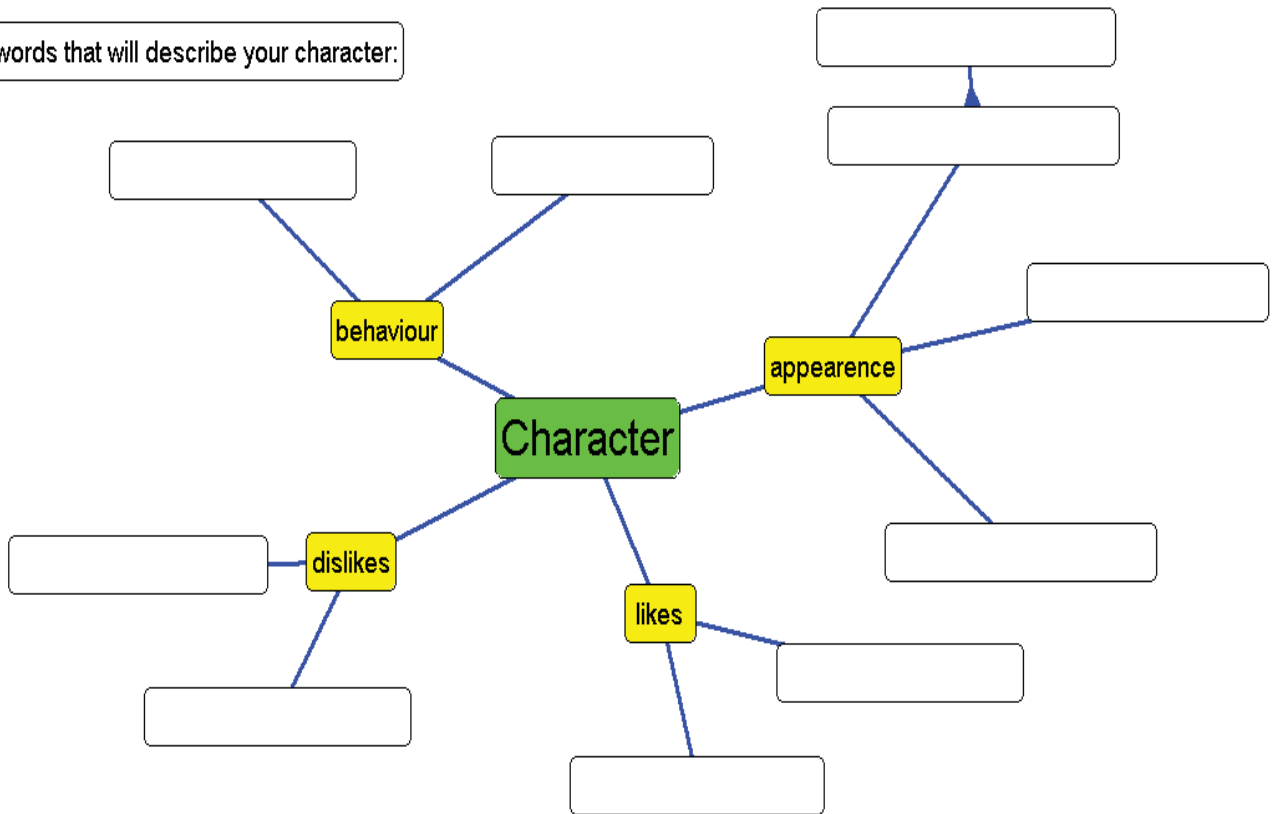 words that will describe your character:
behaviour
appearence
Character
dislikes
likes